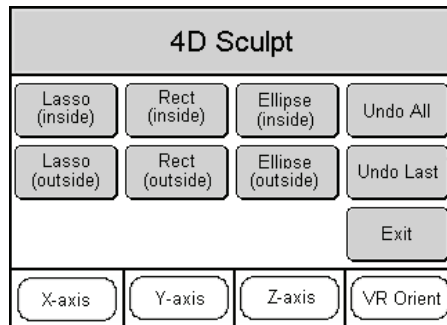 4D Sculpt
Lasso
(inside)
Rect
(inside)
Ellipse
(inside)
Undo All
Lasso
(outside)
Rect
(outside)
Ellipse
(outside)
Undo Last
Exit
X-axis
Y-axis
Z-axis
VR Orient